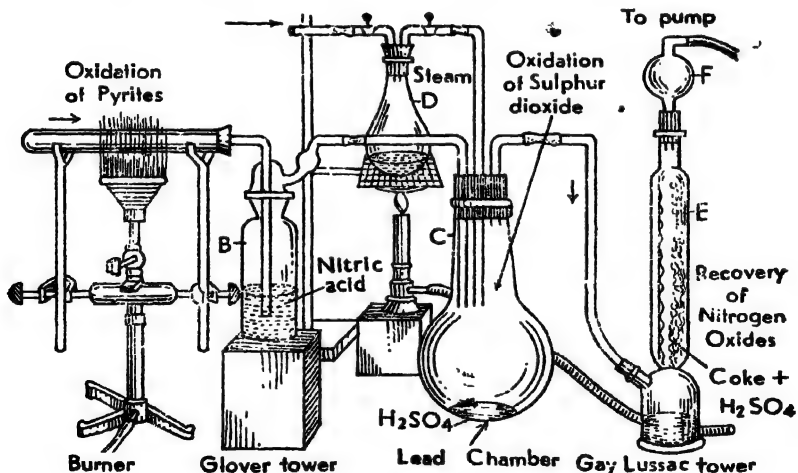 To pump
Oxidation
of Pyrites
Steam
D
Oxidation
of Sulphur
dioxide
F
B
C
E
Nitric
acid
Recovery
of
Nitrogen
Oxides
Coke +
H₂SO₄
H₂SO₄
Burner
Glover tower
Lead Chamber
Gay Lussac tower